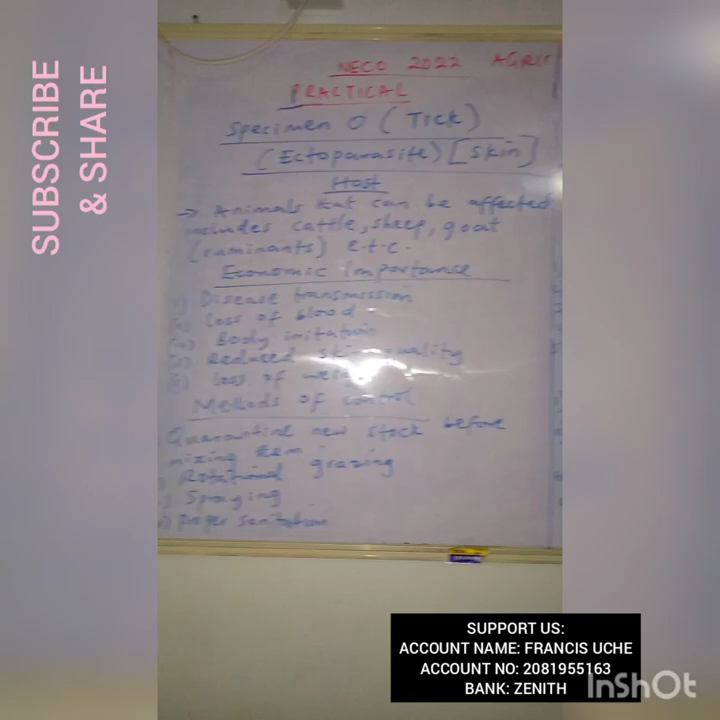 SUBSCRIBE
& SHARE
NECO 2022 AGRIC
PRACTICAL
Specimen O (Tick)
(Ectoparasite) [Skin]
Host
→ Animals that can be affected
includes cattle, sheep, goat
(ruminants) e.t.c.
Economic Importance
i) Disease transmission
ii) Loss of blood
iii) Body irritation
Reduced skin quality
loss of weight
Methods of control
Quarantine new stock before
mixing them
Rotational grazing
Spraying
Proper sanitation
SUPPORT US:
ACCOUNT NAME: FRANCIS UCHE
ACCOUNT NO: 2081955163
BANK: ZENITH
InShOt